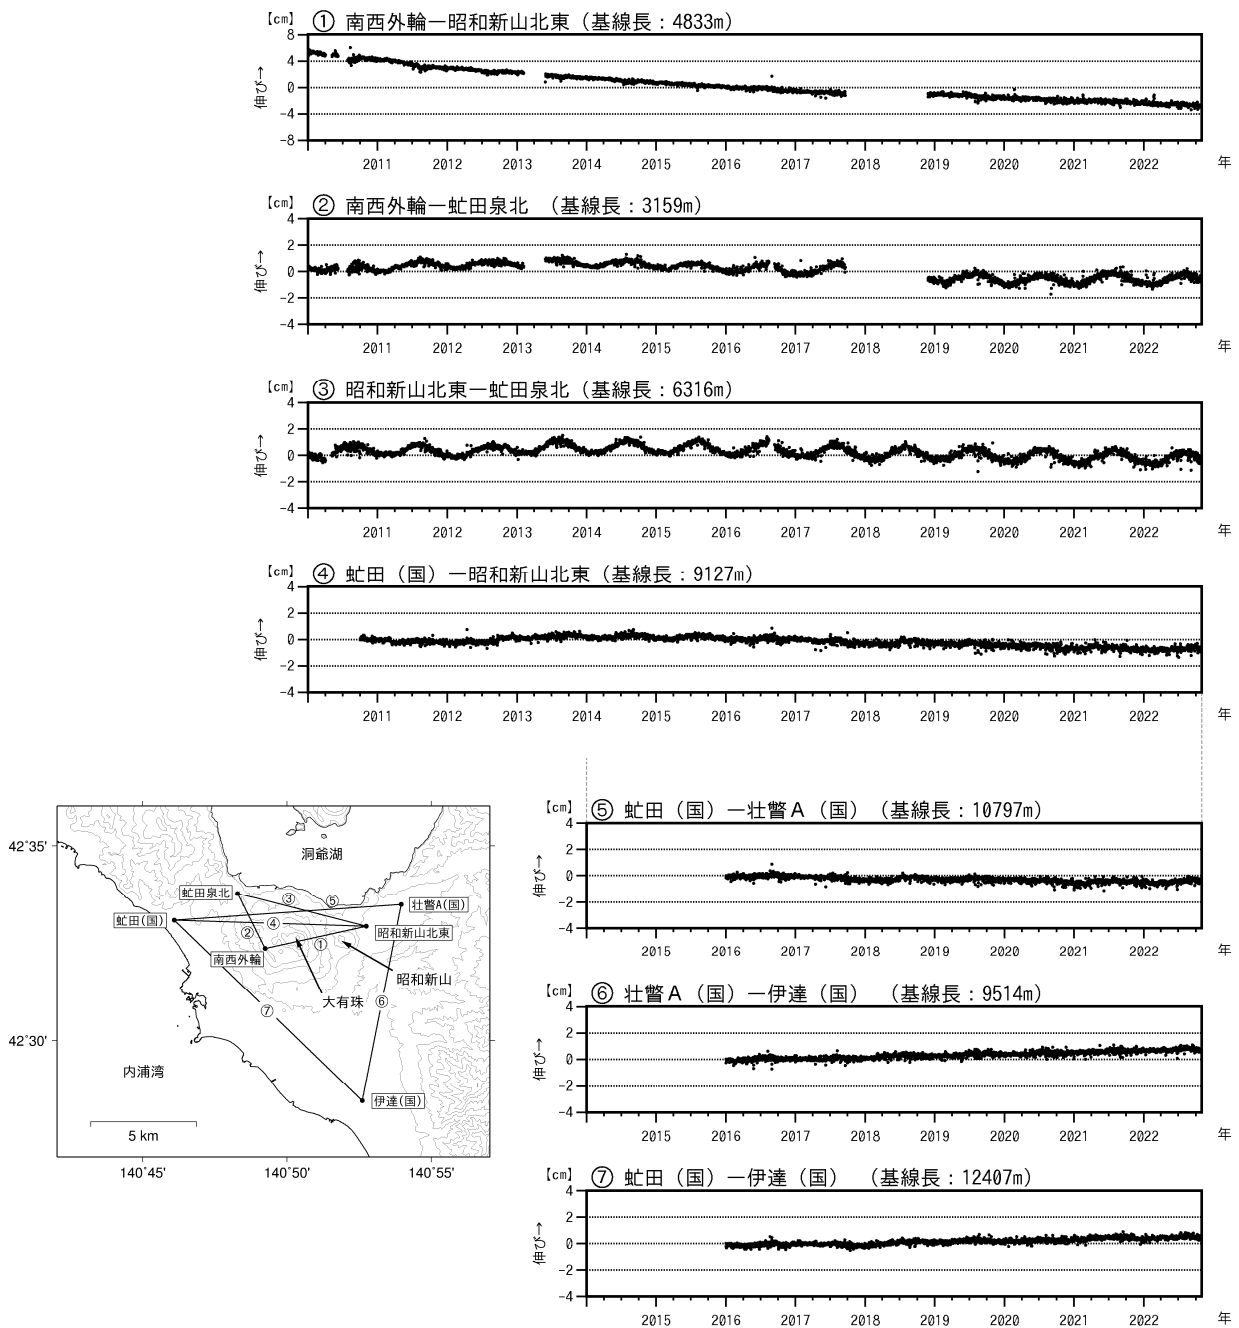 [cm] ① 南西外輪ー昭和新山北東（基線長：4833m）
8
4
0
-4
-8
伸び→
2011 2012 2013 2014 2015 2016 2017 2018 2019 2020 2021 2022 年
[cm] ② 南西外輪ー虻田泉北 （基線長：3159m）
4
2
0
-2
-4
伸び→
2011 2012 2013 2014 2015 2016 2017 2018 2019 2020 2021 2022 年
[cm] ③ 昭和新山北東ー虻田泉北（基線長：6316m）
4
2
0
-2
-4
伸び→
2011 2012 2013 2014 2015 2016 2017 2018 2019 2020 2021 2022 年
[cm] ④ 虻田（国）ー昭和新山北東（基線長：9127m）
4
2
0
-2
-4
伸び→
2011 2012 2013 2014 2015 2016 2017 2018 2019 2020 2021 2022 年
42˚35'
42˚30'
洞爺湖
虻田泉北
③
⑤
壮瞥A(国)
虻田(国)
④
②
昭和新山北東
①
南西外輪
昭和新山
大有珠
⑥
⑦
内浦湾
伊達(国)
5 km
140˚45' 140˚50' 140˚55'
[cm] ⑤ 虻田（国）ー壮瞥A（国）（基線長：10797m）
4
2
0
-2
-4
伸び→
2015 2016 2017 2018 2019 2020 2021 2022 年
[cm] ⑥ 壮瞥A（国）ー伊達（国） （基線長：9514m）
4
2
0
-2
-4
伸び→
2015 2016 2017 2018 2019 2020 2021 2022 年
[cm] ⑦ 虻田（国）ー伊達（国） （基線長：12407m）
4
2
0
-2
-4
伸び→
2015 2016 2017 2018 2019 2020 2021 2022 年